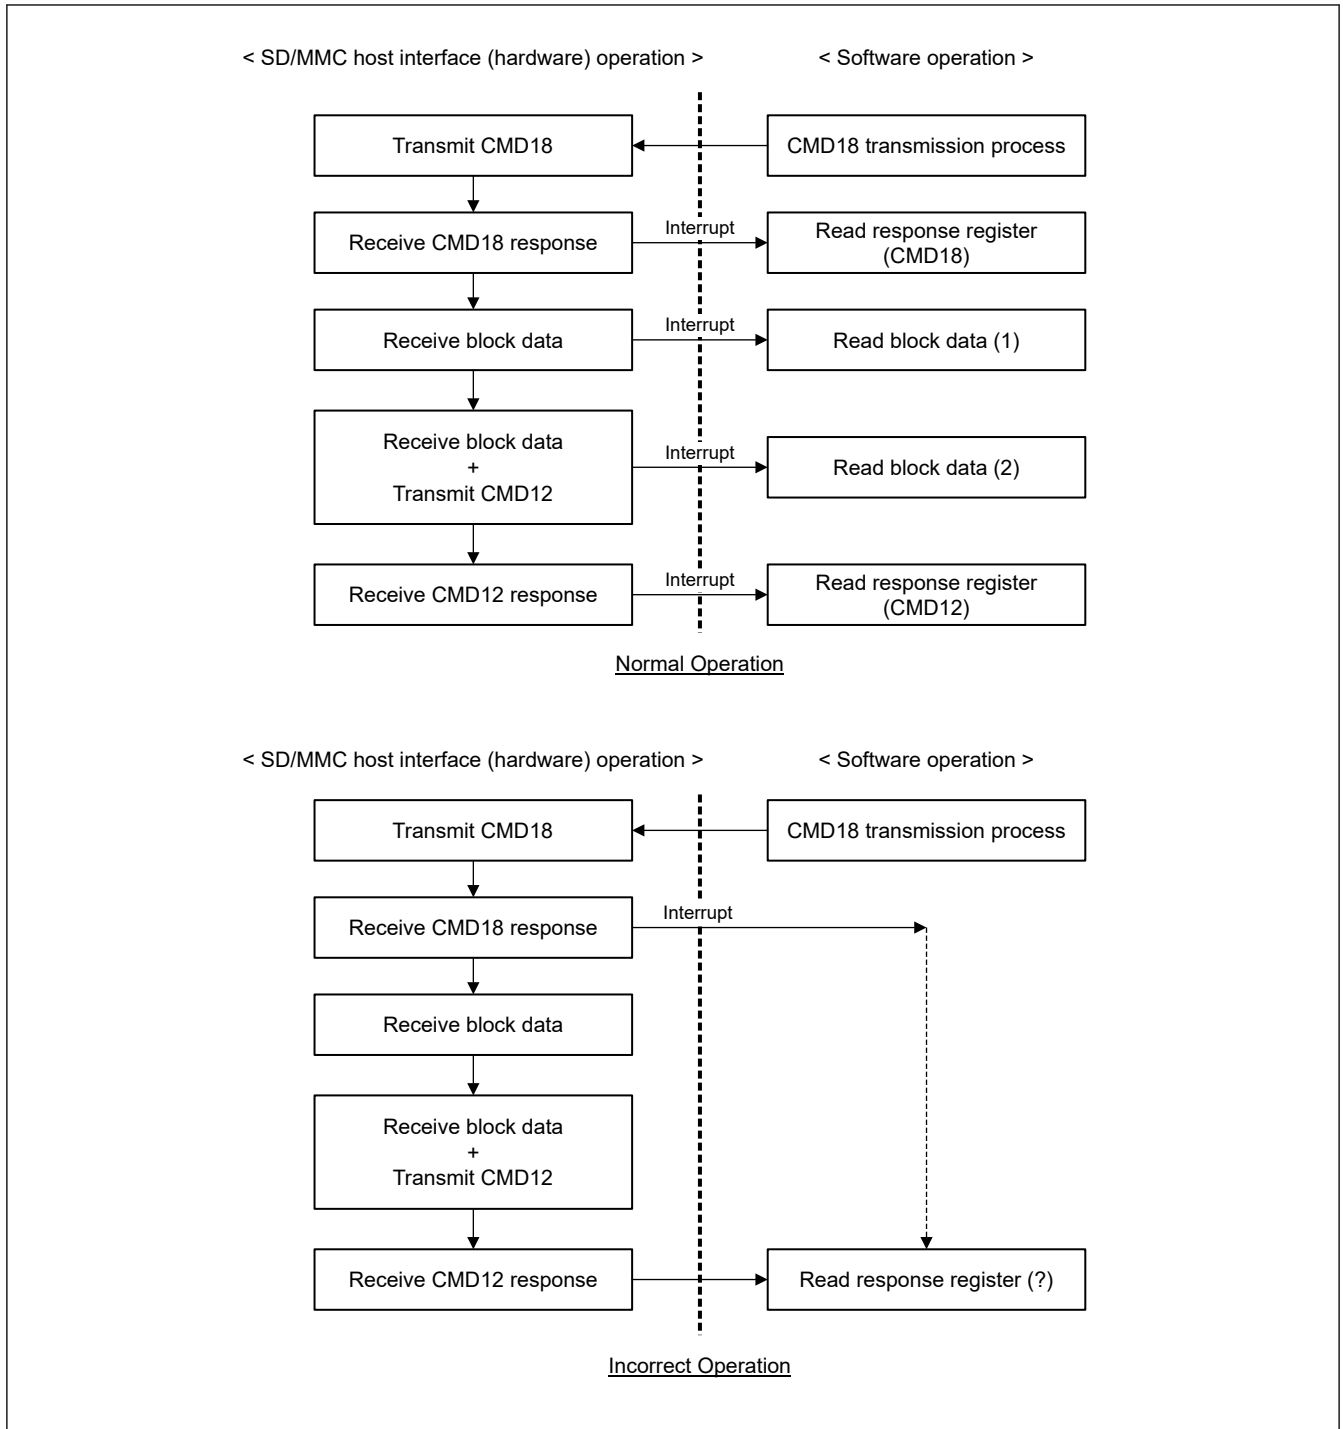 < SD/MMC host interface (hardware) operation >
< Software operation >
Transmit CMD18
CMD18 transmission process
Receive CMD18 response
Interrupt
Read response register
(CMD18)
Receive block data
Interrupt
Read block data (1)
Receive block data
+
Transmit CMD12
Interrupt
Read block data (2)
Receive CMD12 response
Interrupt
Read response register
(CMD12)
Normal Operation
< SD/MMC host interface (hardware) operation >
< Software operation >
Transmit CMD18
CMD18 transmission process
Receive CMD18 response
Interrupt
Receive block data
Receive block data
+
Transmit CMD12
Receive CMD12 response
Read response register (?)
Incorrect Operation